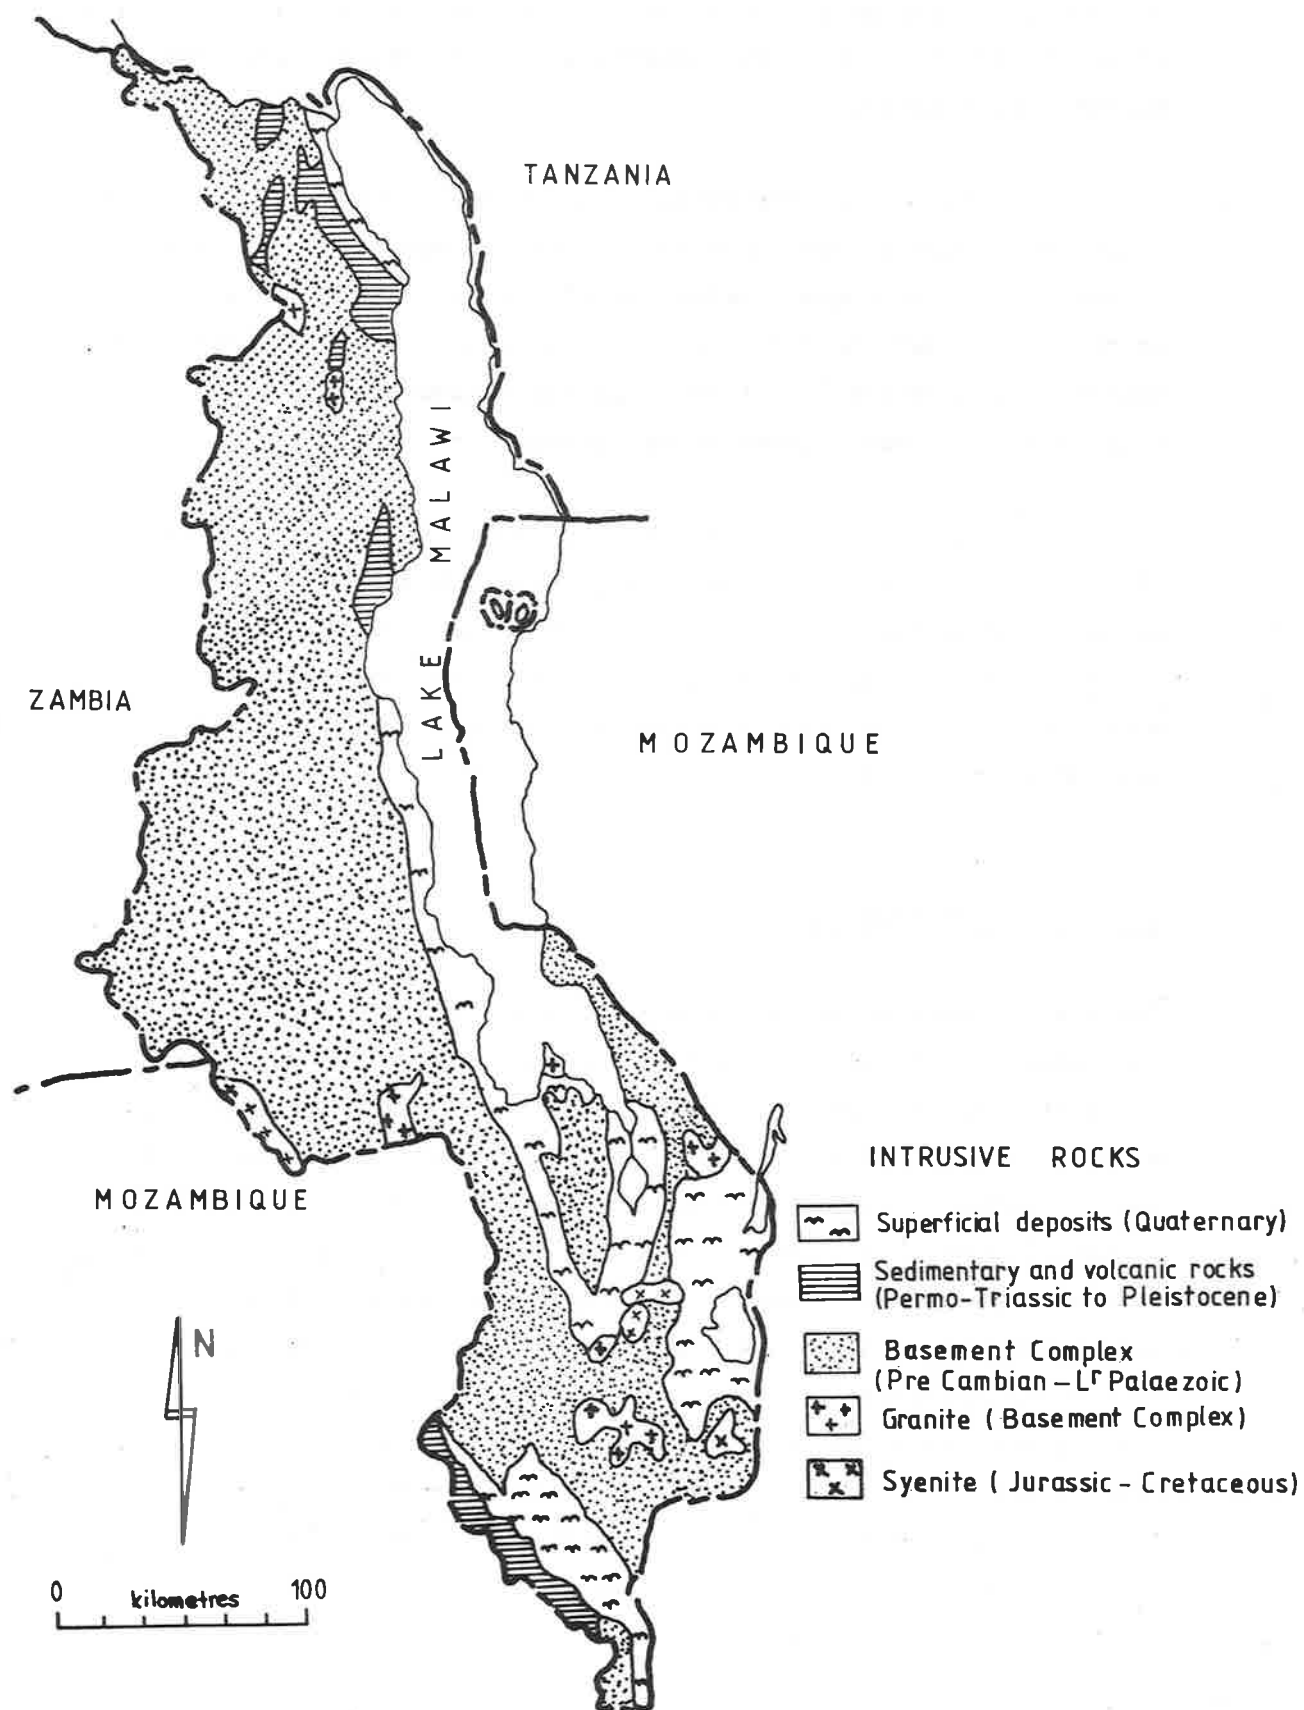 TANZANIA
LAKE MALAWI
ZAMBIA
MOZAMBIQUE
MOZAMBIQUE
INTRUSIVE ROCKS
Superficial deposits (Quaternary)
Sedimentary and volcanic rocks
(Permo-Triassic to Pleistocene)
Basement Complex
(Pre Cambian – Lr Palaezoic)
Granite (Basement Complex)
Syenite (Jurassic - Cretaceous)
N
0 kilometres 100